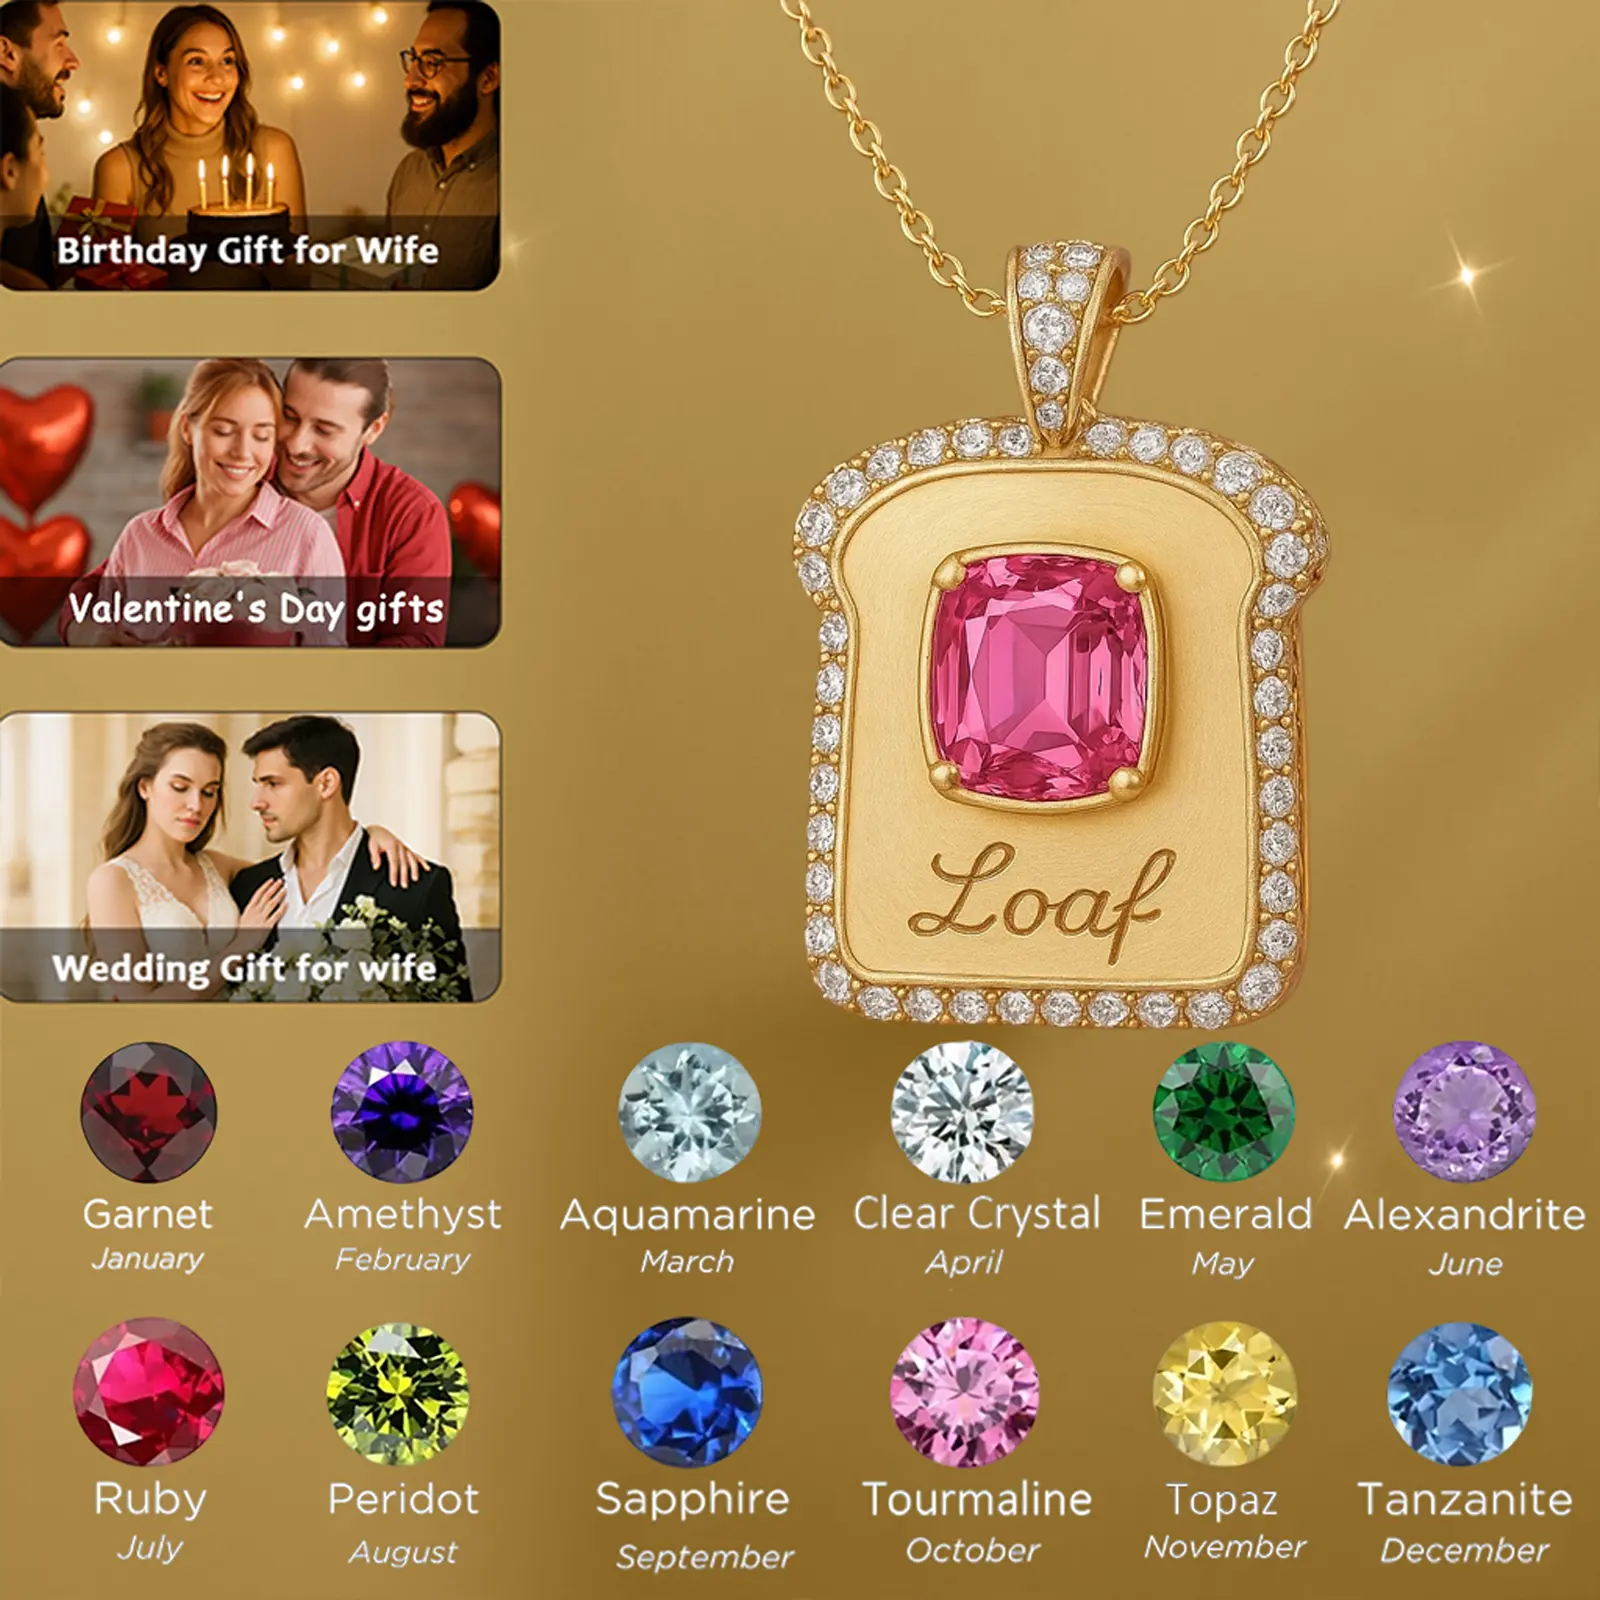 Birthday Gift for Wife
Valentine's Day gifts
Wedding Gift for wife
Loaf
Garnet
January
Amethyst
February
Aquamarine
March
Clear Crystal
April
Emerald
May
Alexandrite
June
Ruby
July
Peridot
August
Sapphire
September
Tourmaline
October
Topaz
November
Tanzanite
December